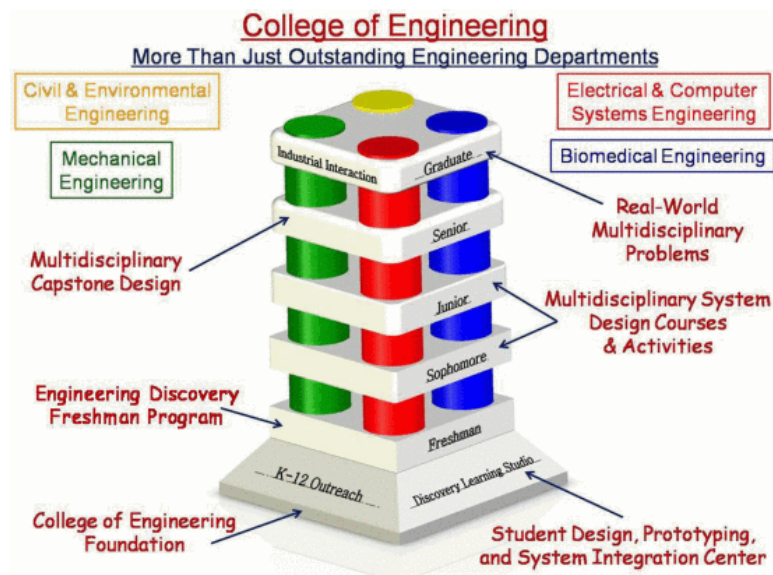 College of Engineering
More Than Just Outstanding Engineering Departments
Civil & Environmental
Engineering
Electrical & Computer
Systems Engineering
Mechanical
Engineering
Biomedical Engineering
Industrial Interaction
Graduate
Real-World
Multidisciplinary
Problems
Senior
Multidisciplinary
Capstone Design
Junior
Multidisciplinary System
Design Courses
& Activities
Sophomore
Engineering Discovery
Freshman Program
Freshman
K-12 Outreach
Discovery Learning Studio
College of Engineering
Foundation
Student Design, Prototyping,
and System Integration Center